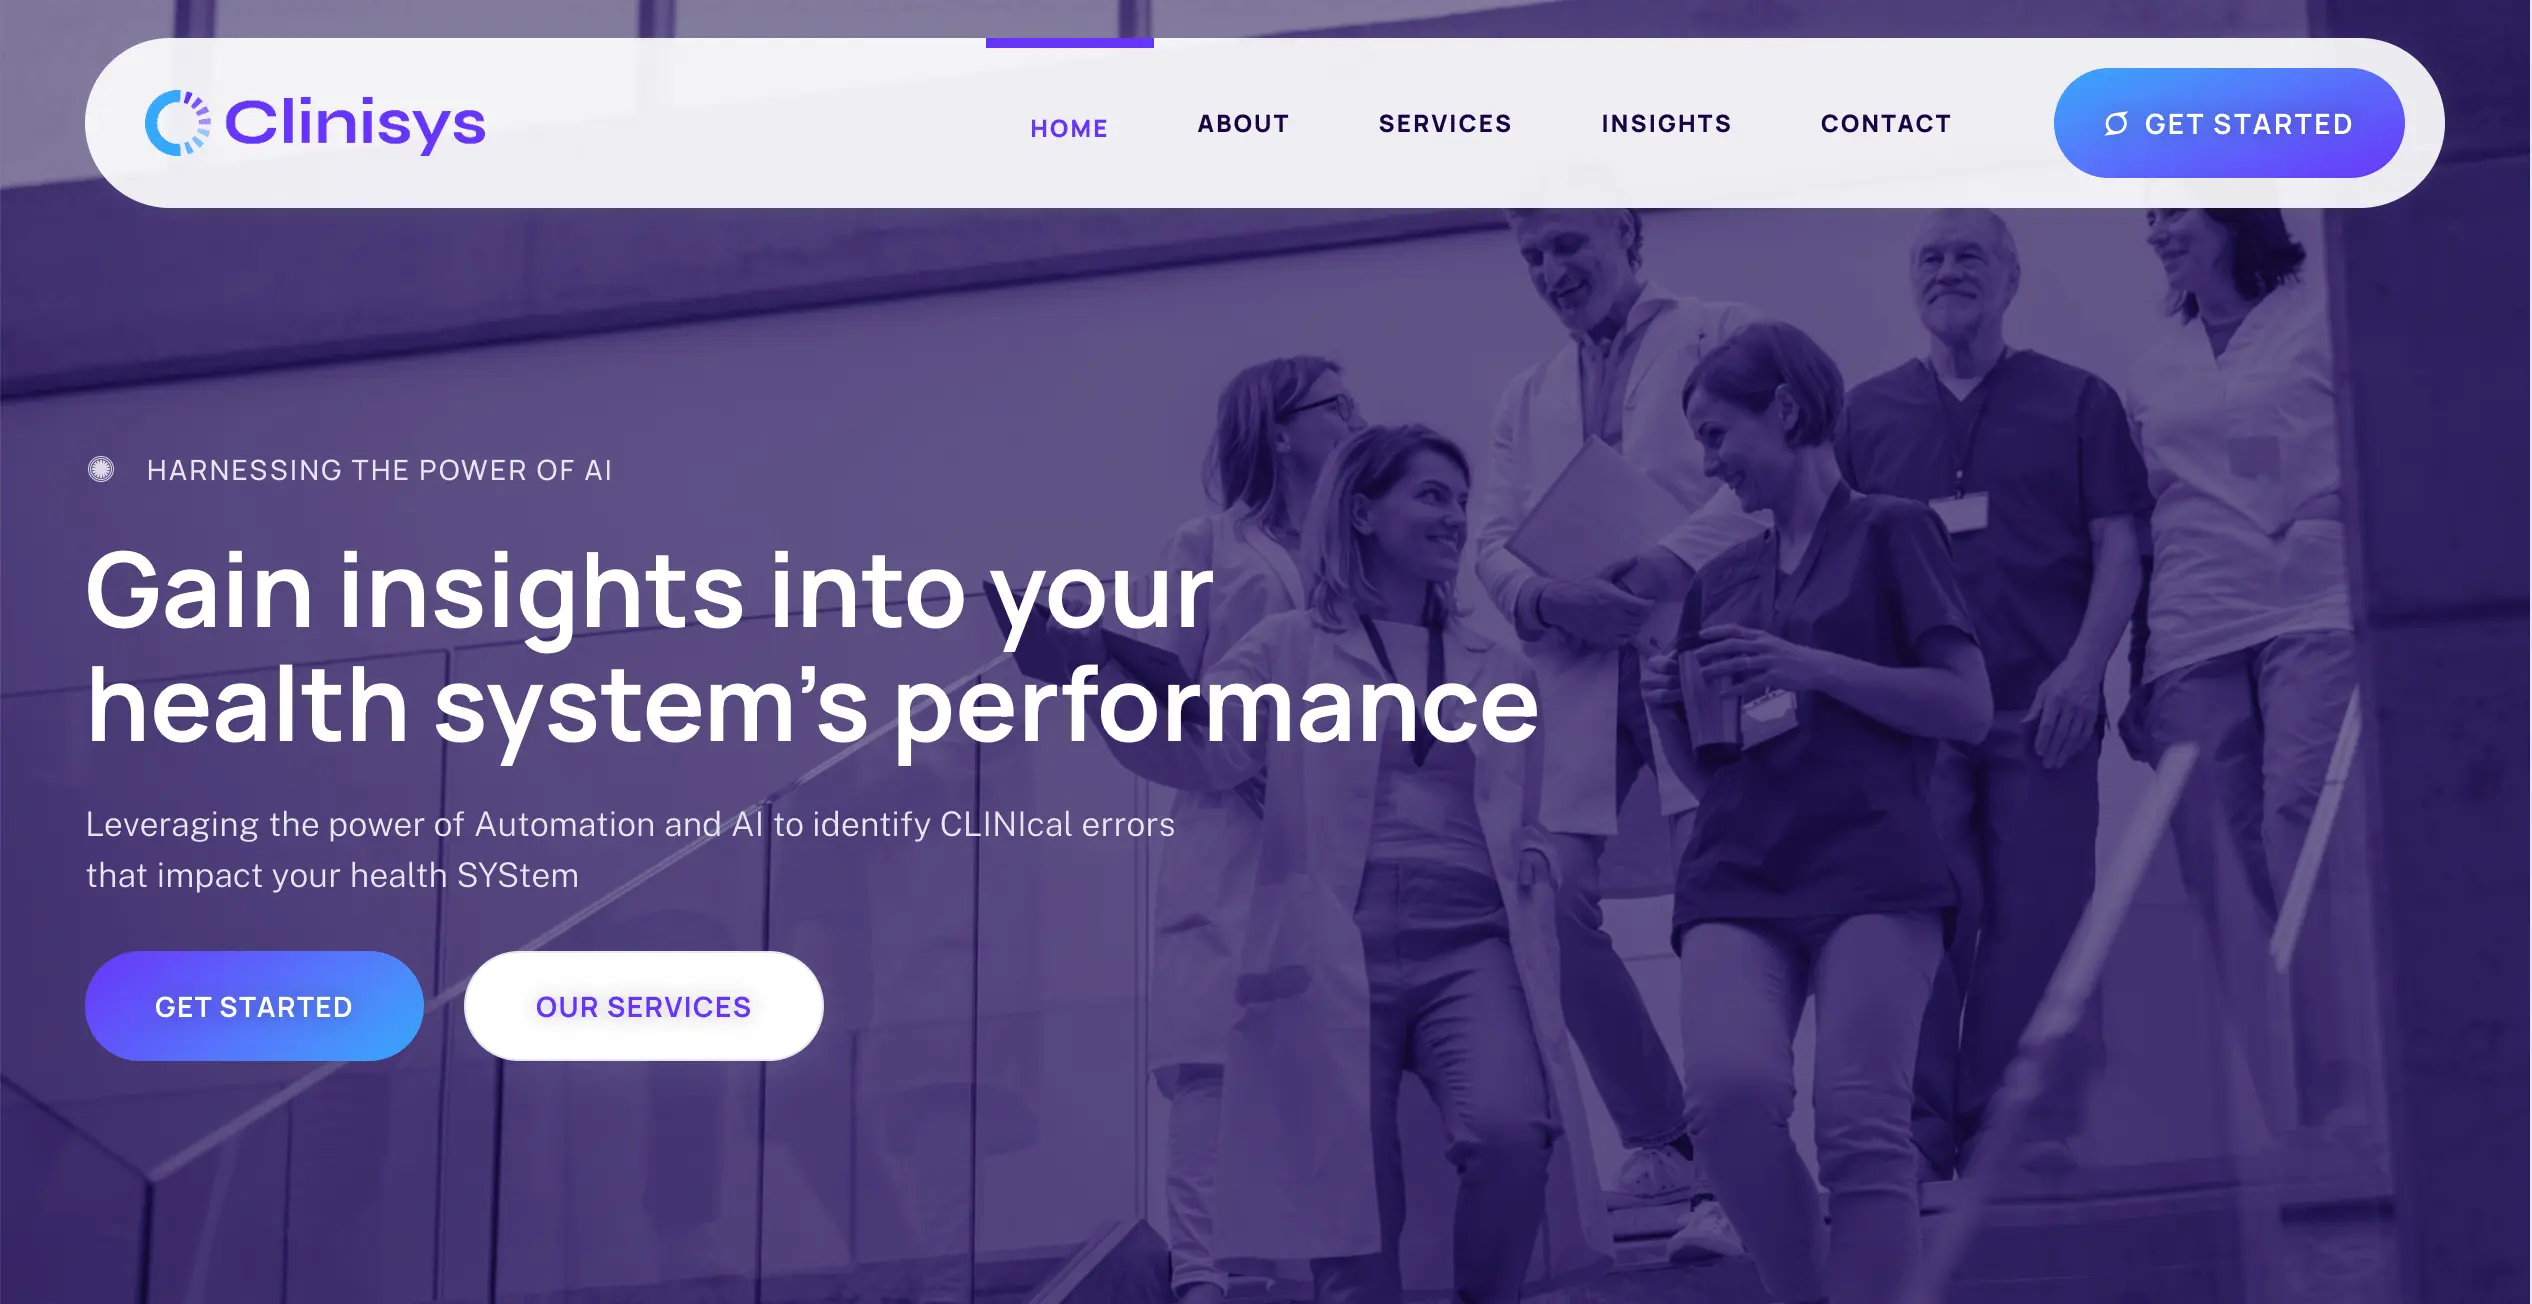 Clinisys
HOME
ABOUT
SERVICES
INSIGHTS
CONTACT
GET STARTED
HARNESSING THE POWER OF AI
Gain insights into your
health system’s performance
Leveraging the power of Automation and AI to identify CLINIcal errors
that impact your health SYStem
GET STARTED
OUR SERVICES